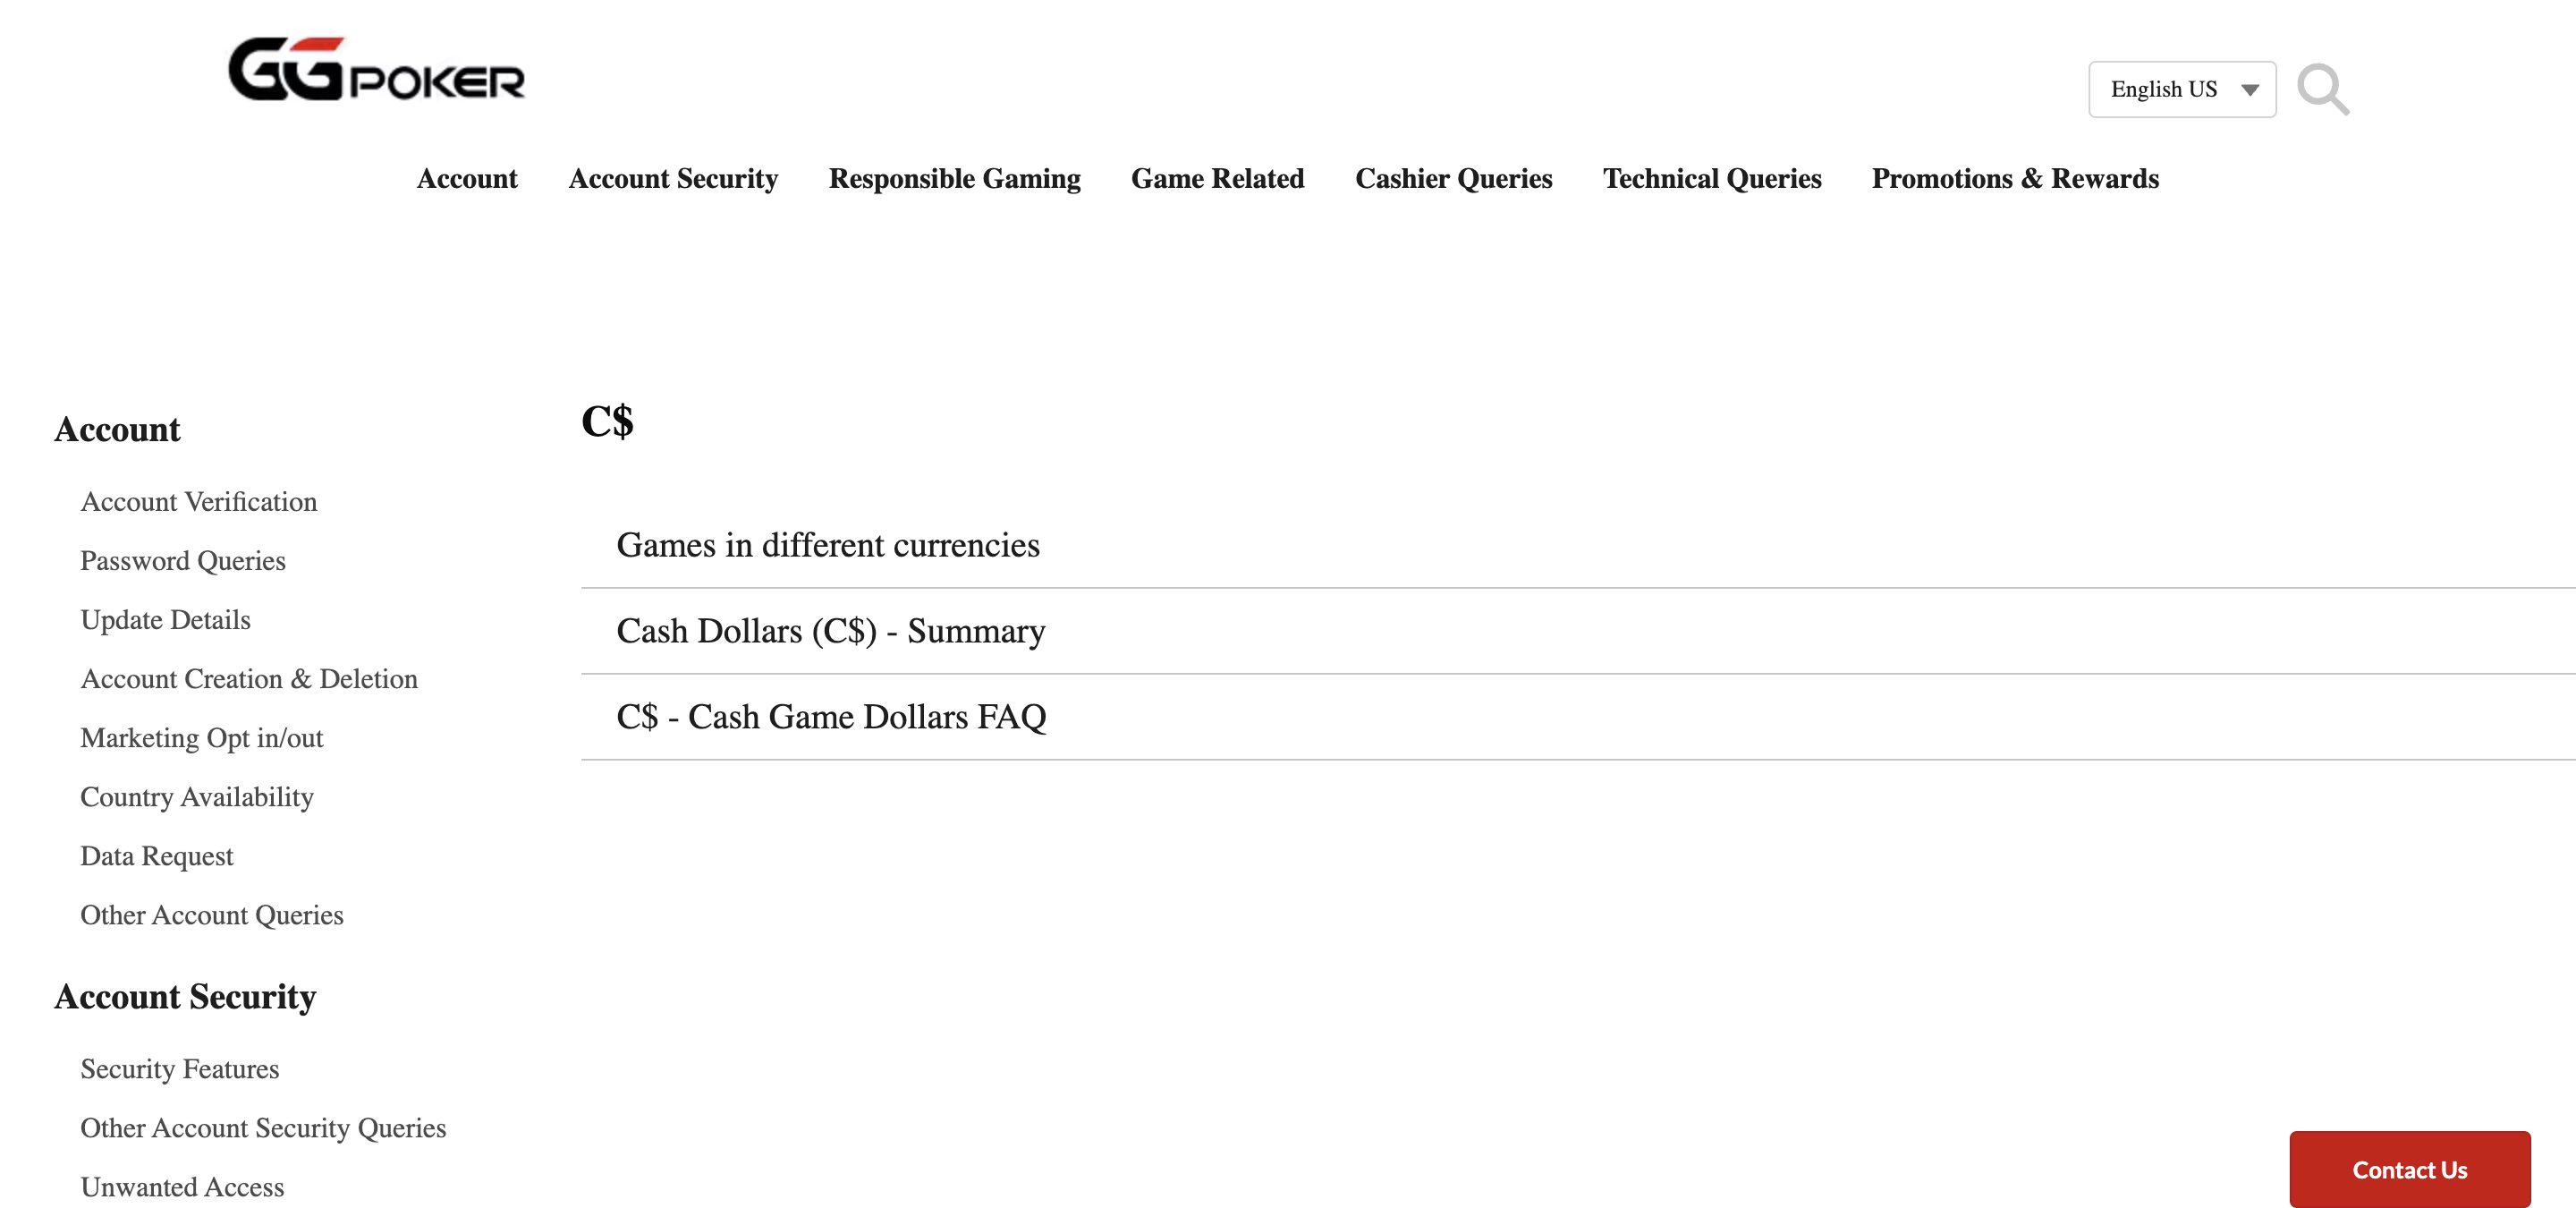 GGPOKER
English US
Account Account Security Responsible Gaming Game Related Cashier Queries Technical Queries Promotions & Rewards
Account
Account Verification
Password Queries
Update Details
Account Creation & Deletion
Marketing Opt in/out
Country Availability
Data Request
Other Account Queries
Account Security
Security Features
Other Account Security Queries
Unwanted Access
C$
Games in different currencies
Cash Dollars (C$) - Summary
C$ - Cash Game Dollars FAQ
Contact Us